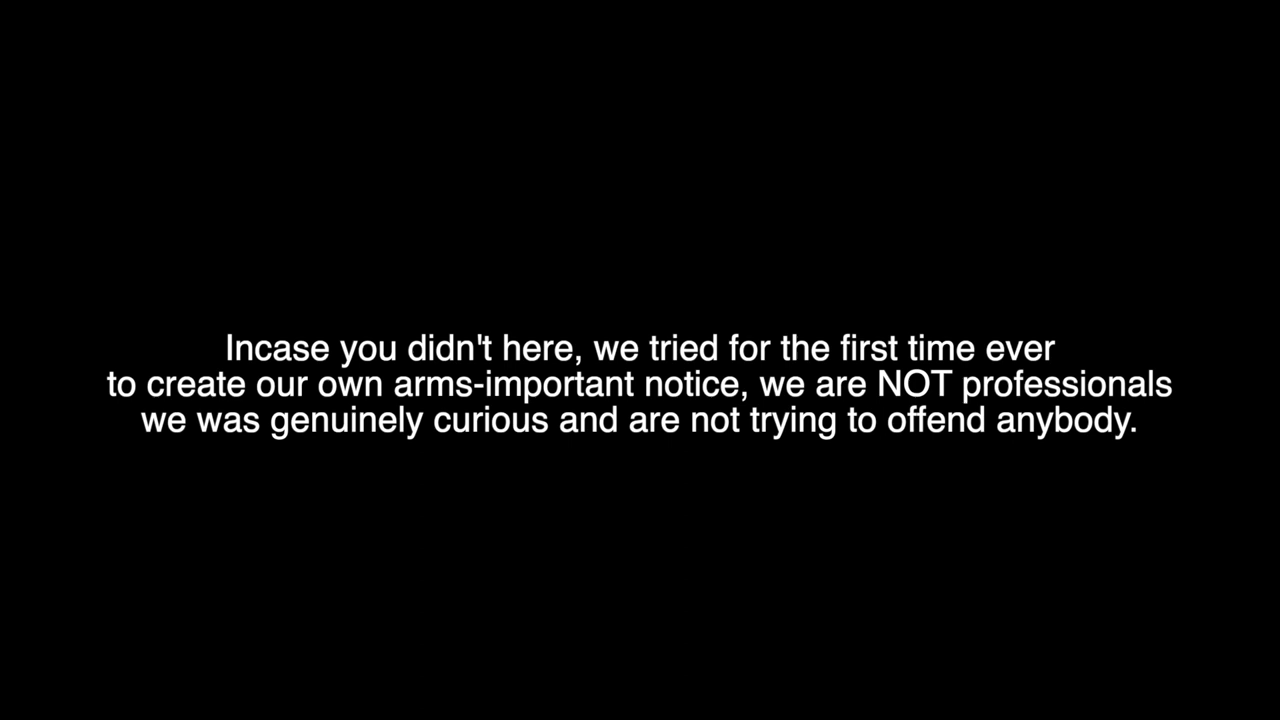 Incase you didn't here, we tried for the first time ever
to create our own arms-important notice, we are NOT professionals
we was genuinely curious and are not trying to offend anybody.